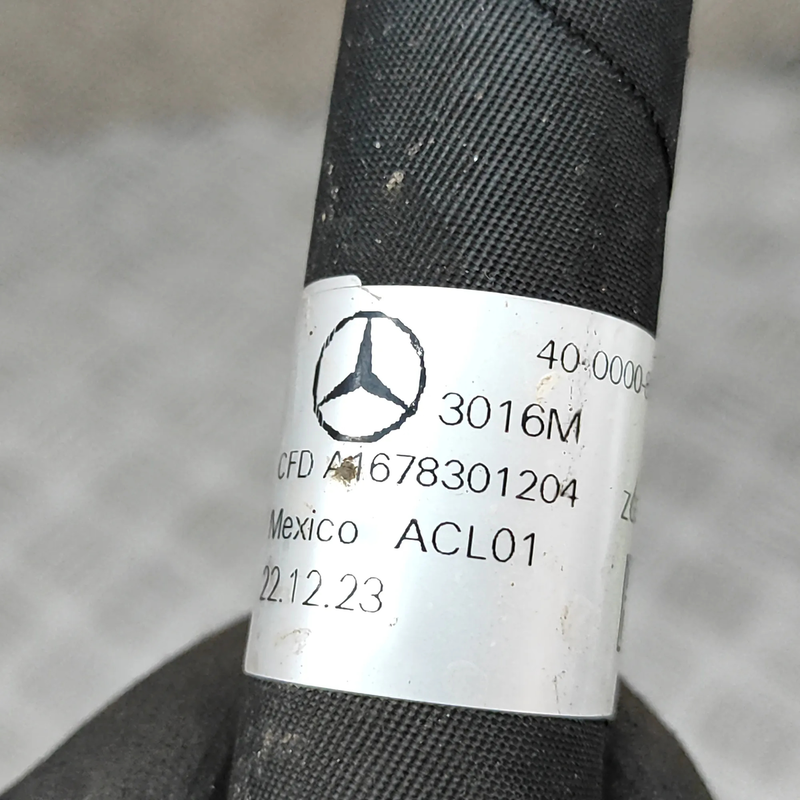 40-0000-
3016M
CFD A1678301204
Mexico ACL01
22.12.23